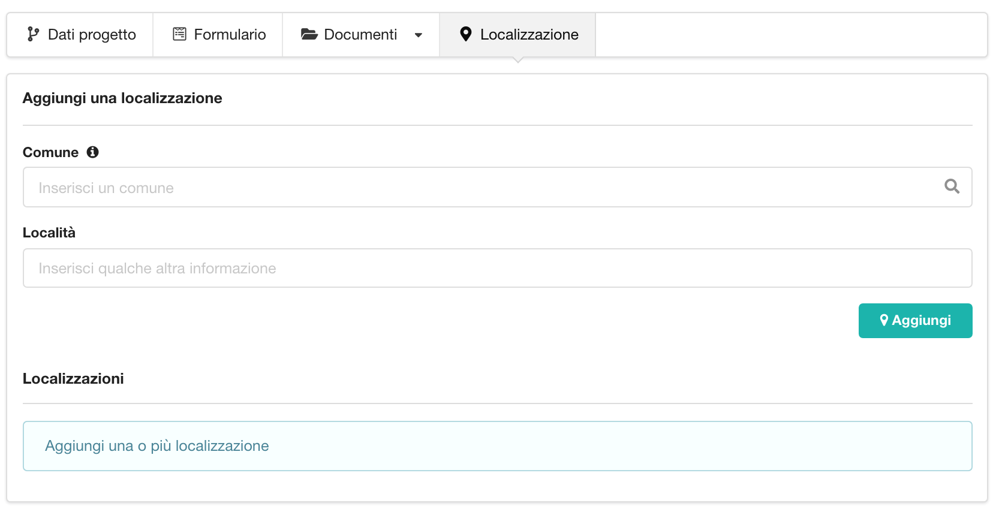 Dati progetto
Formulario
Documenti
Localizzazione
Aggiungi una localizzazione
Comune
Inserisci un comune
Località
Inserisci qualche altra informazione
Aggiungi
Localizzazioni
Aggiungi una o più localizzazione